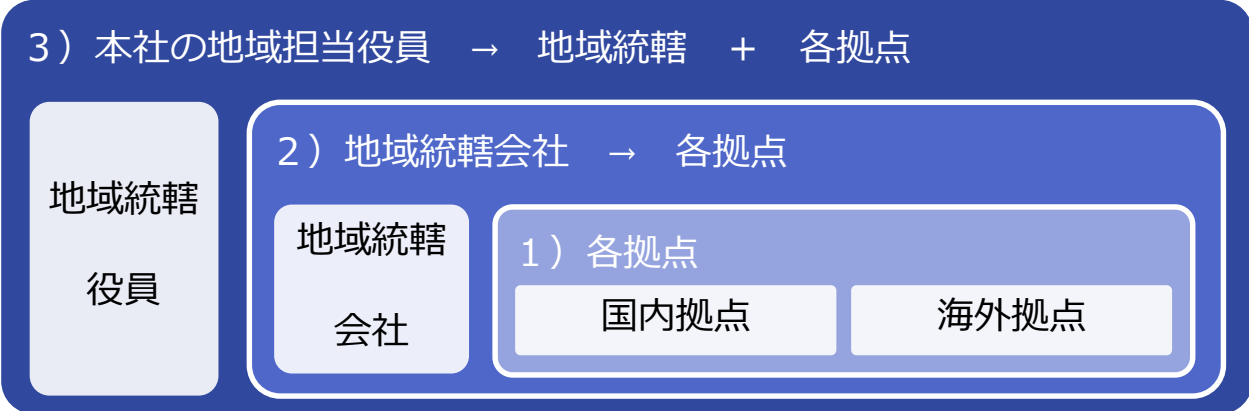 ３）本社の地域担当役員　→　地域統轄　＋　各拠点
地域統轄
役員
２）地域統轄会社　→　各拠点
地域統轄
会社
１）各拠点
国内拠点
海外拠点